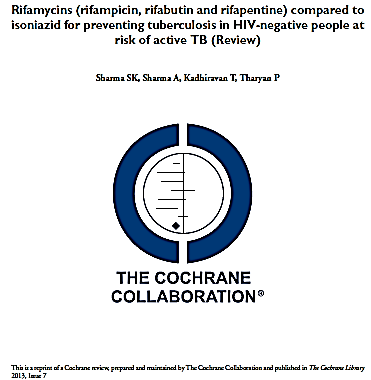 Rifamycins (rifampicin, rifabutin and rifapentine) compared to
isoniazid for preventing tuberculosis in HIV-negative people at
risk of active TB (Review)
Sharma SK, Sharma A, Kadhiravan T, Tharyan P
THE COCHRANE
COLLABORATION®
This is a reprint of a Cochrane review, prepared and maintained by The Cochrane Collaboration and published in The Cochrane Library
2013, Issue 7